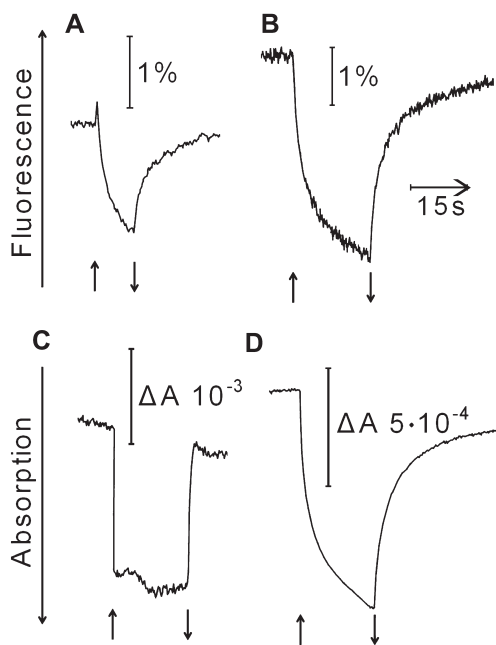 A
B
1%
1%
Fluorescence
15s
C
D
ΔA 10⁻³
ΔA 5·10⁻⁴
Absorption